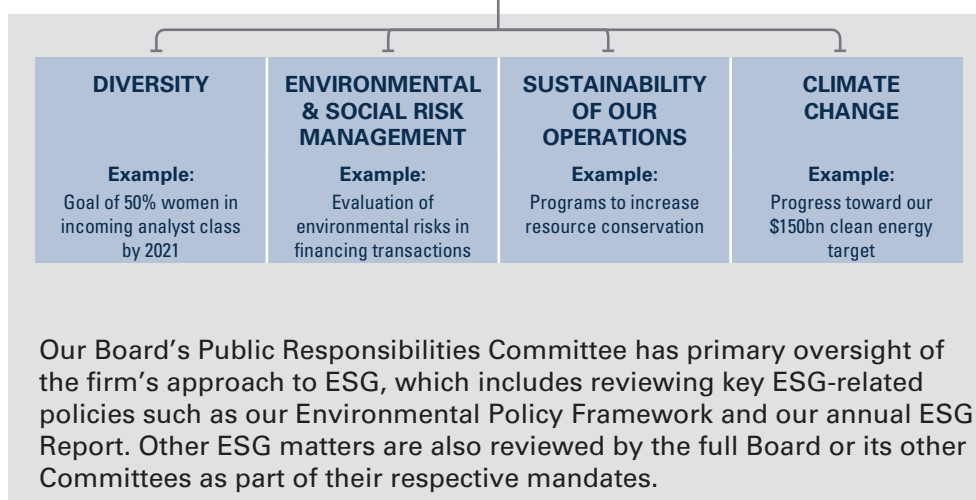 DIVERSITY
Example:
Goal of 50% women in
incoming analyst class
by 2021
ENVIRONMENTAL
& SOCIAL RISK
MANAGEMENT
Example:
Evaluation of
environmental risks in
financing transactions
SUSTAINABILITY
OF OUR
OPERATIONS
Example:
Programs to increase
resource conservation
CLIMATE
CHANGE
Example:
Progress toward our
$150bn clean energy
target
Our Board’s Public Responsibilities Committee has primary oversight of
the firm’s approach to ESG, which includes reviewing key ESG-related
policies such as our Environmental Policy Framework and our annual ESG
Report. Other ESG matters are also reviewed by the full Board or its other
Committees as part of their respective mandates.